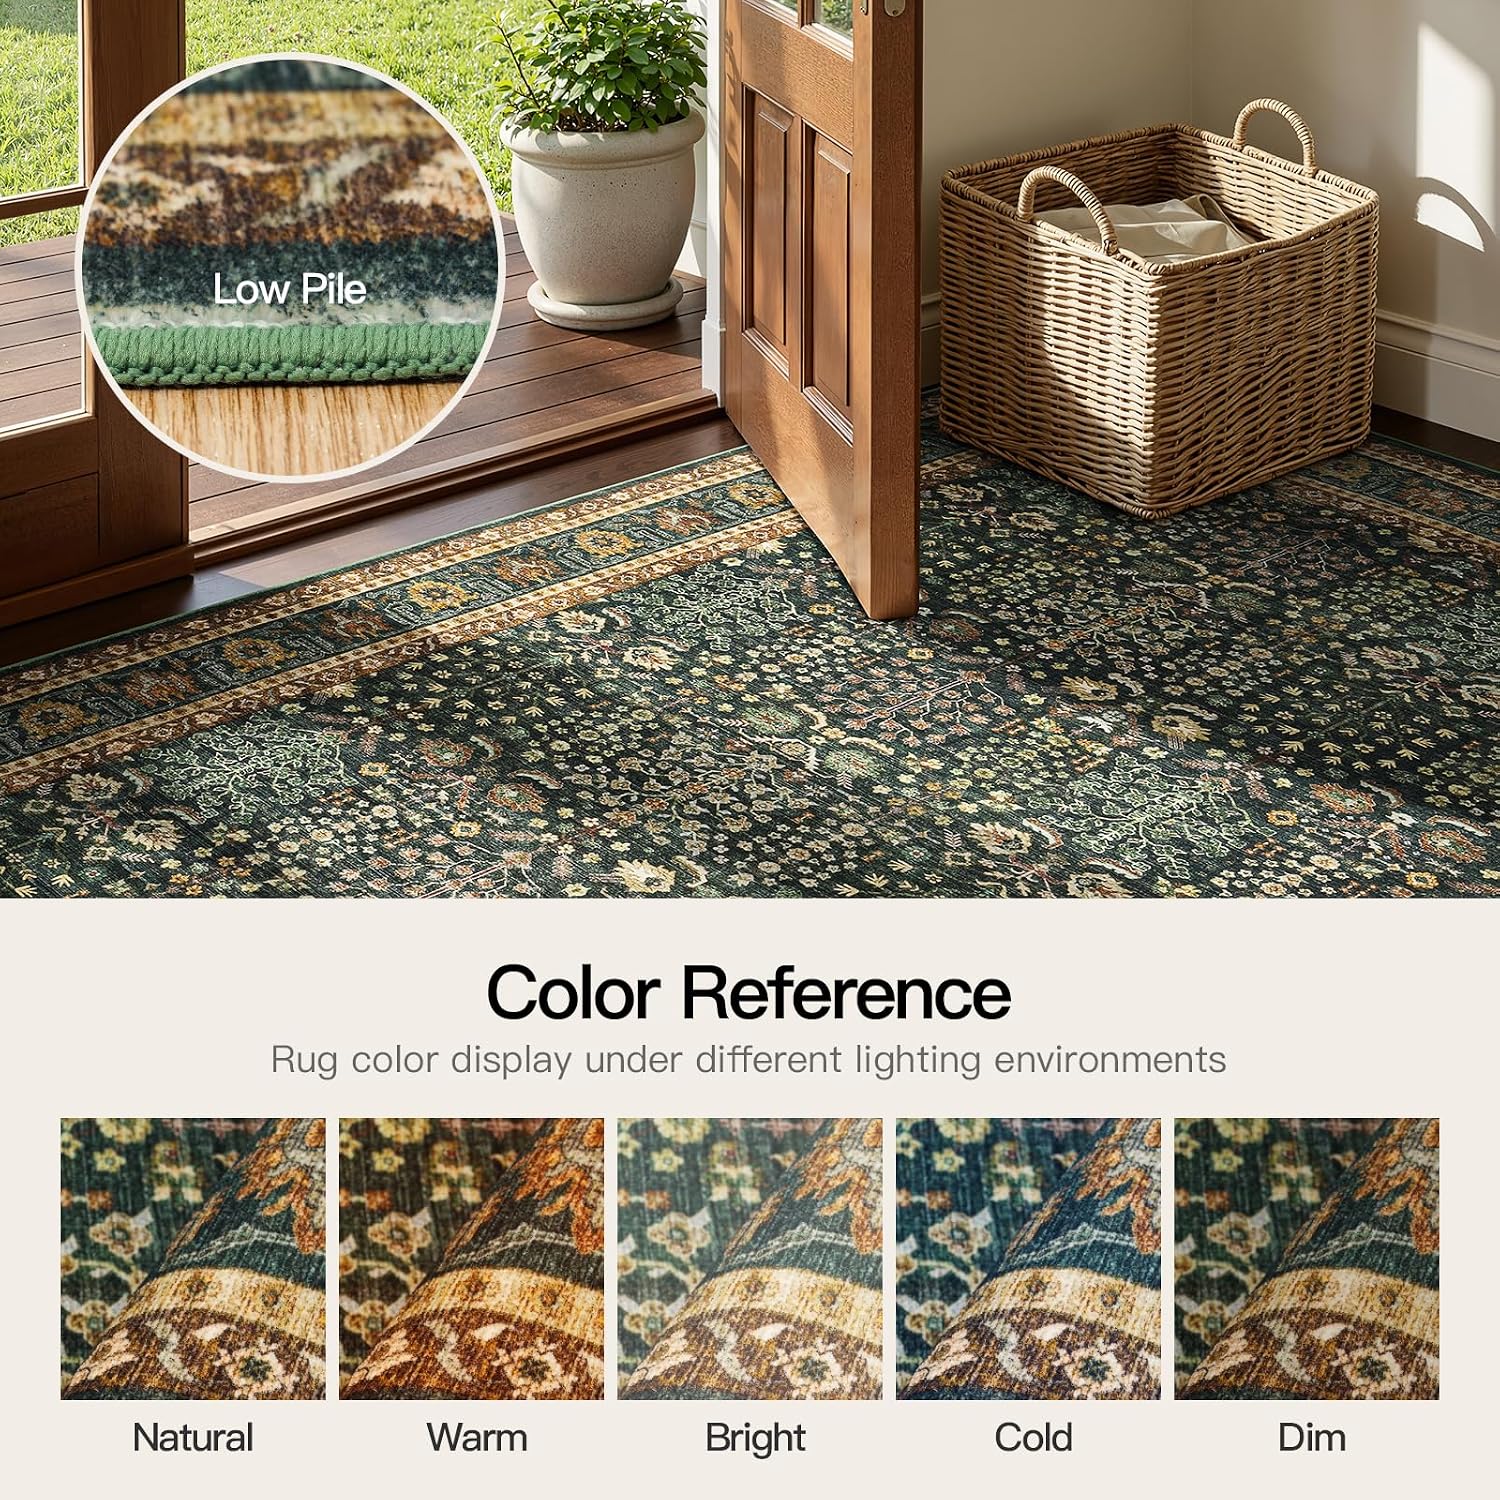 Low Pile
Color Reference
Rug color display under different lighting environments
Natural
Warm
Bright
Cold
Dim